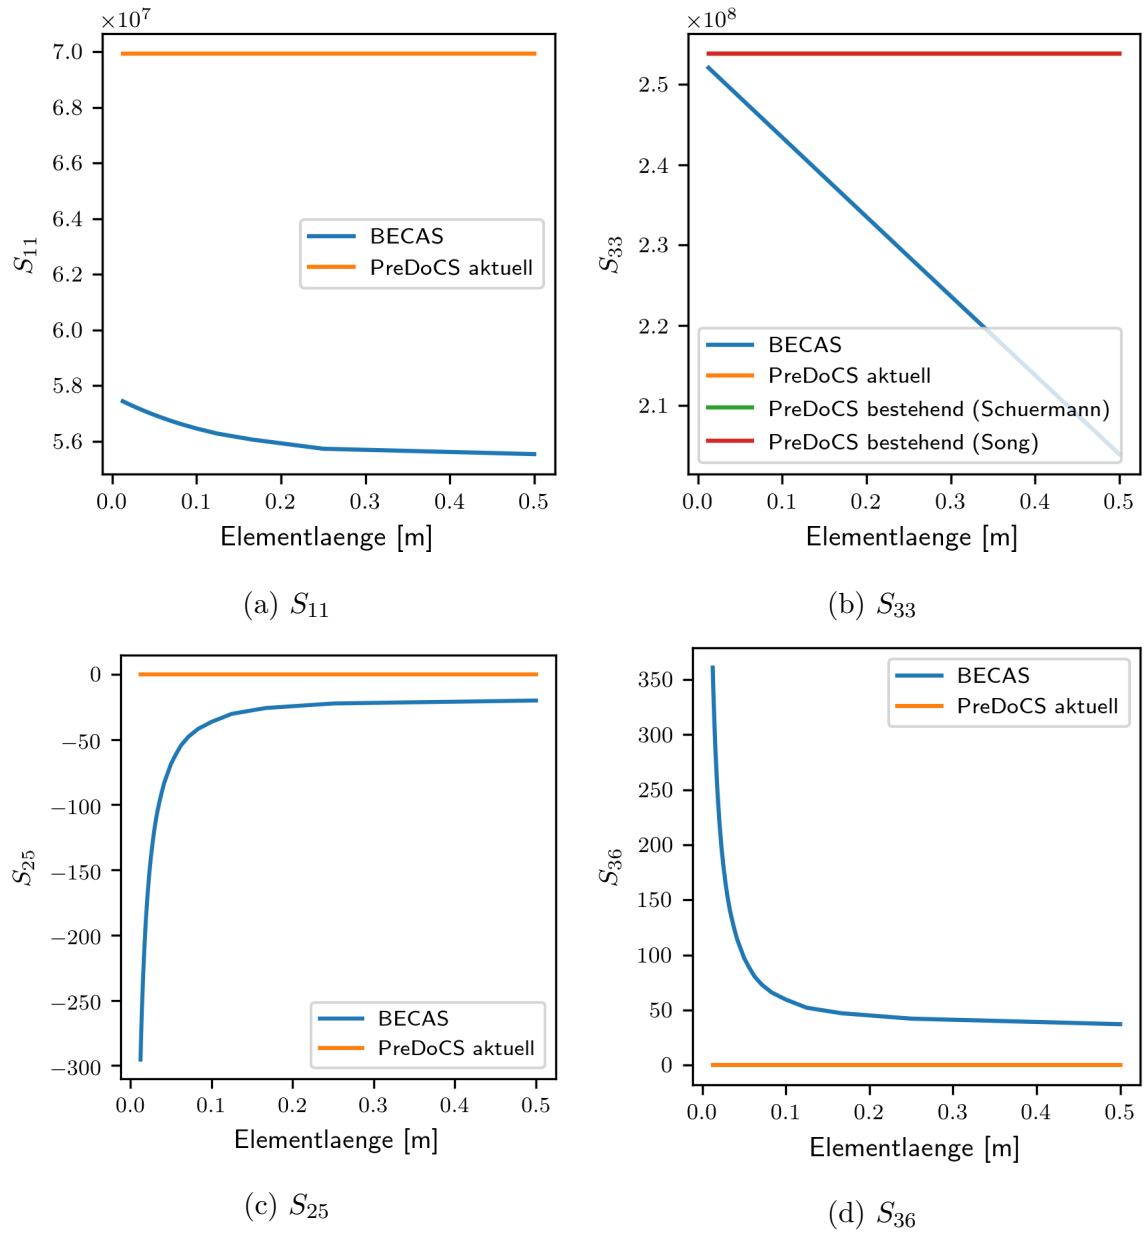 ×10⁷
7.0
6.8
6.6
6.4
6.2
6.0
5.8
5.6
S₁₁
BECAS
PreDoCS aktuell
0.0 0.1 0.2 0.3 0.4 0.5
Elementlaenge [m]
(a) S₁₁
×10⁸
2.5
2.4
2.3
2.2
2.1
S₃₃
BECAS
PreDoCS aktuell
PreDoCS bestehend (Schuermann)
PreDoCS bestehend (Song)
0.0 0.1 0.2 0.3 0.4 0.5
Elementlaenge [m]
(b) S₃₃
0
−50
−100
−150
−200
−250
−300
S₂₅
BECAS
PreDoCS aktuell
0.0 0.1 0.2 0.3 0.4 0.5
Elementlaenge [m]
(c) S₂₅
350
300
250
200
150
100
50
0
S₃₆
BECAS
PreDoCS aktuell
0.0 0.1 0.2 0.3 0.4 0.5
Elementlaenge [m]
(d) S₃₆